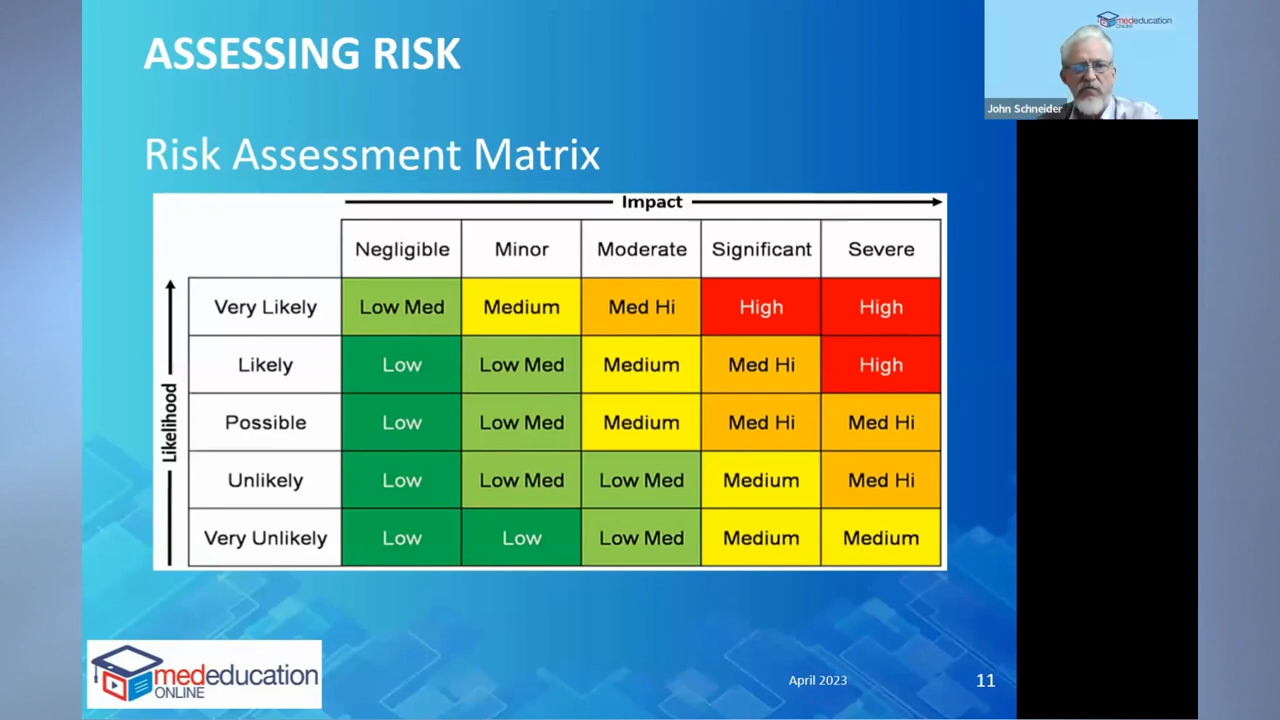 ASSESSING RISK
mededucation
ONLINE
John Schneider
Risk Assessment Matrix
Impact
Negligible Minor Moderate Significant Severe
Likelihood
Very Likely Low Med Medium Med Hi High High
Likely Low Low Med Medium Med Hi High
Possible Low Low Med Medium Med Hi Med Hi
Unlikely Low Low Med Low Med Medium Med Hi
Very Unlikely Low Low Low Med Medium Medium
mededucation
ONLINE
April 2023
11